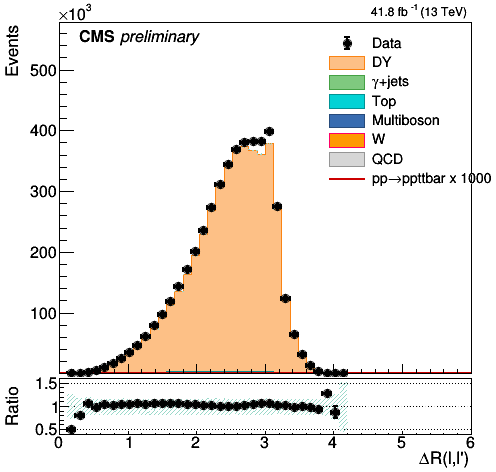 ×10³
41.8 fb⁻¹ (13 TeV)
CMS preliminary
Events
500
400
300
200
100
Data
DY
γ+jets
Top
Multiboson
W
QCD
pp→ppttbar x 1000
Ratio
1.5
1
0.5
0 1 2 3 4 5 6
ΔR(l,l')